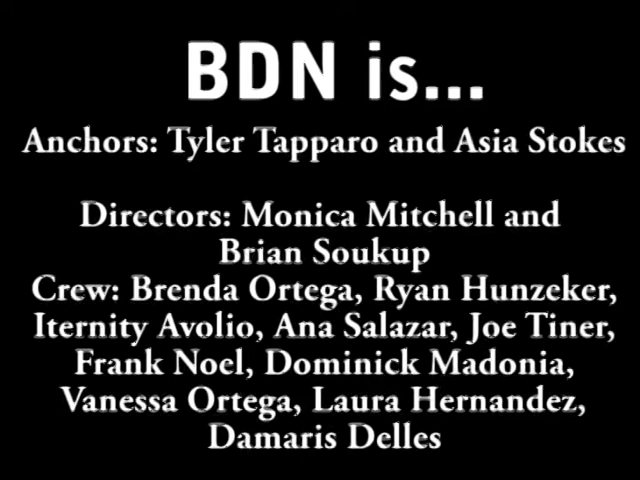 BDN is...
Anchors: Tyler Tapparo and Asia Stokes
Directors: Monica Mitchell and
Brian Soukup
Crew: Brenda Ortega, Ryan Hunzeker,
Iternity Avolio, Ana Salazar, Joe Tiner,
Frank Noel, Dominick Madonia,
Vanessa Ortega, Laura Hernandez,
Damaris Delles